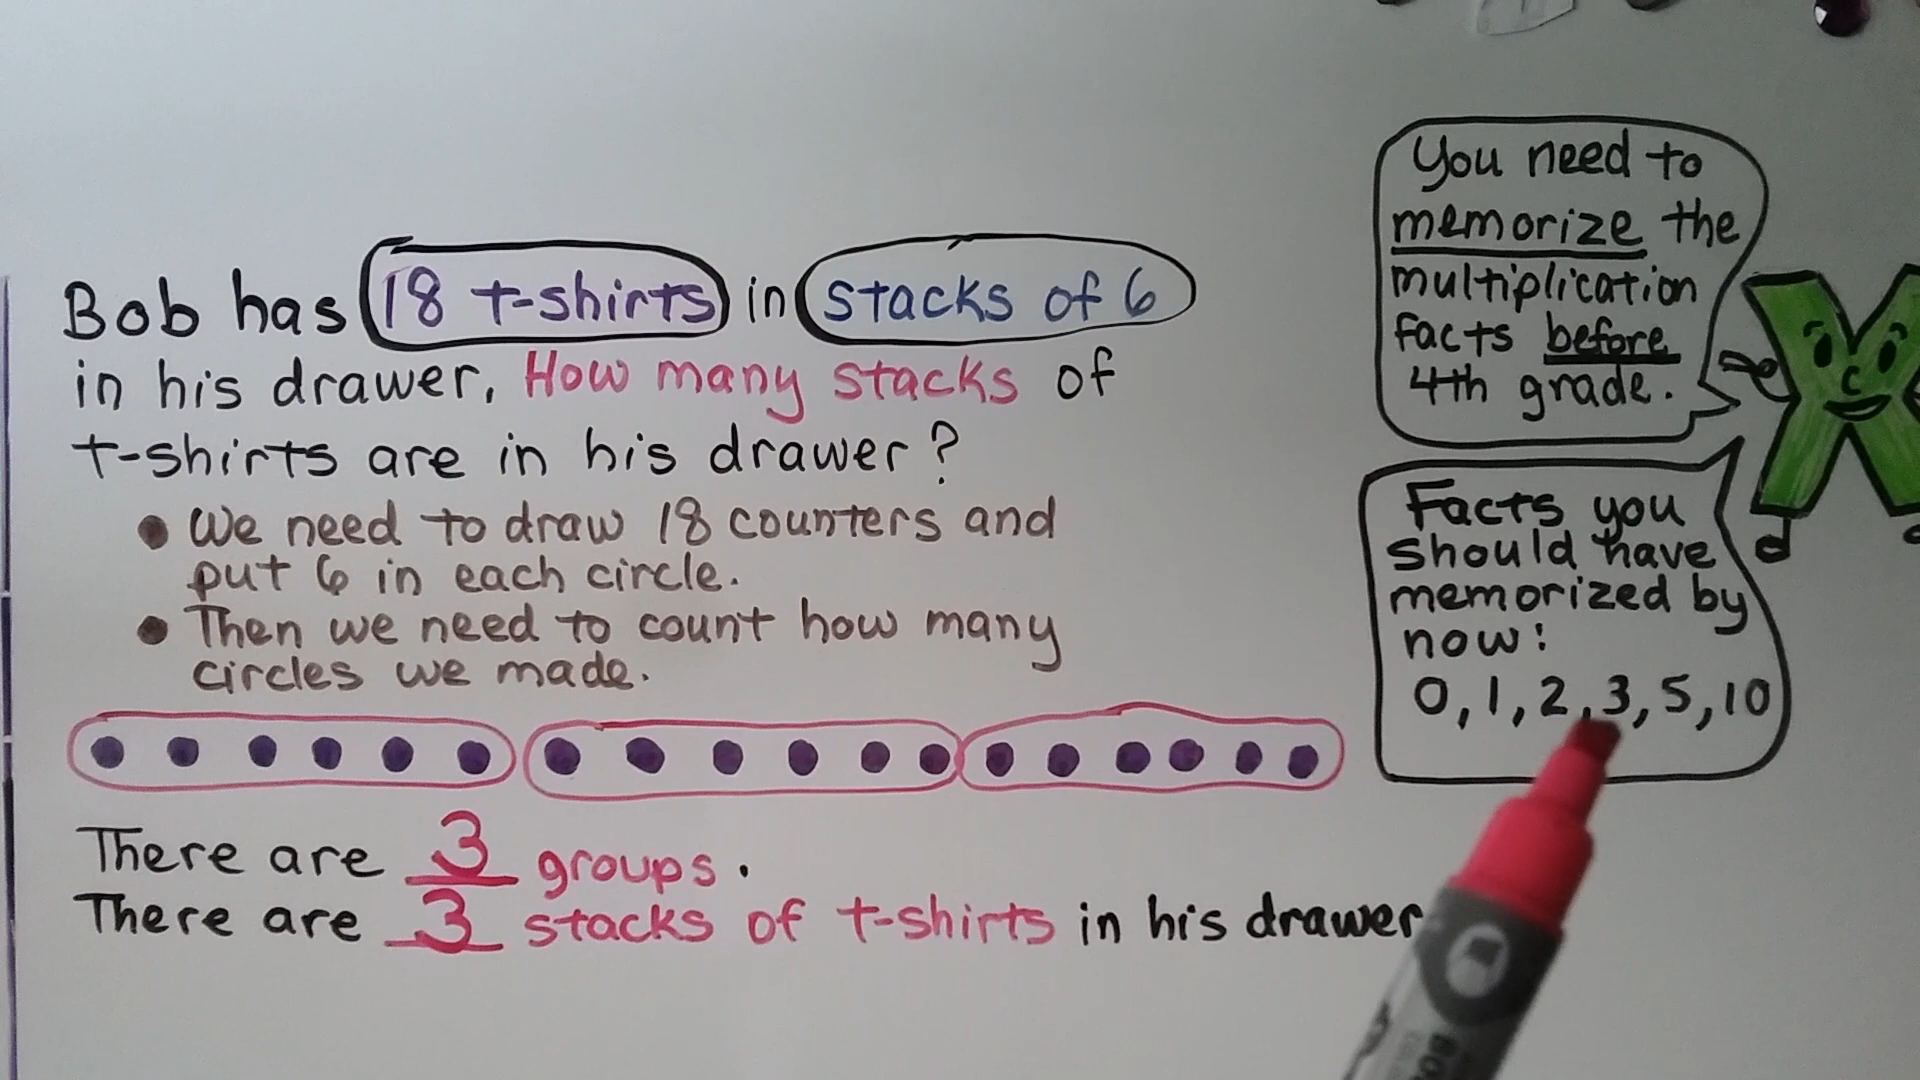 Bob has 18 t-shirts in stacks of 6
in his drawer. How many stacks of
t-shirts are in his drawer?
• We need to draw 18 counters and
put 6 in each circle.
• Then we need to count how many
circles we made.
There are 3 groups.
There are 3 stacks of t-shirts in his drawer
You need to
memorize the
multiplication
facts before
4th grade.
Facts you
should have
memorized by
now:
0, 1, 2, 3, 5, 10